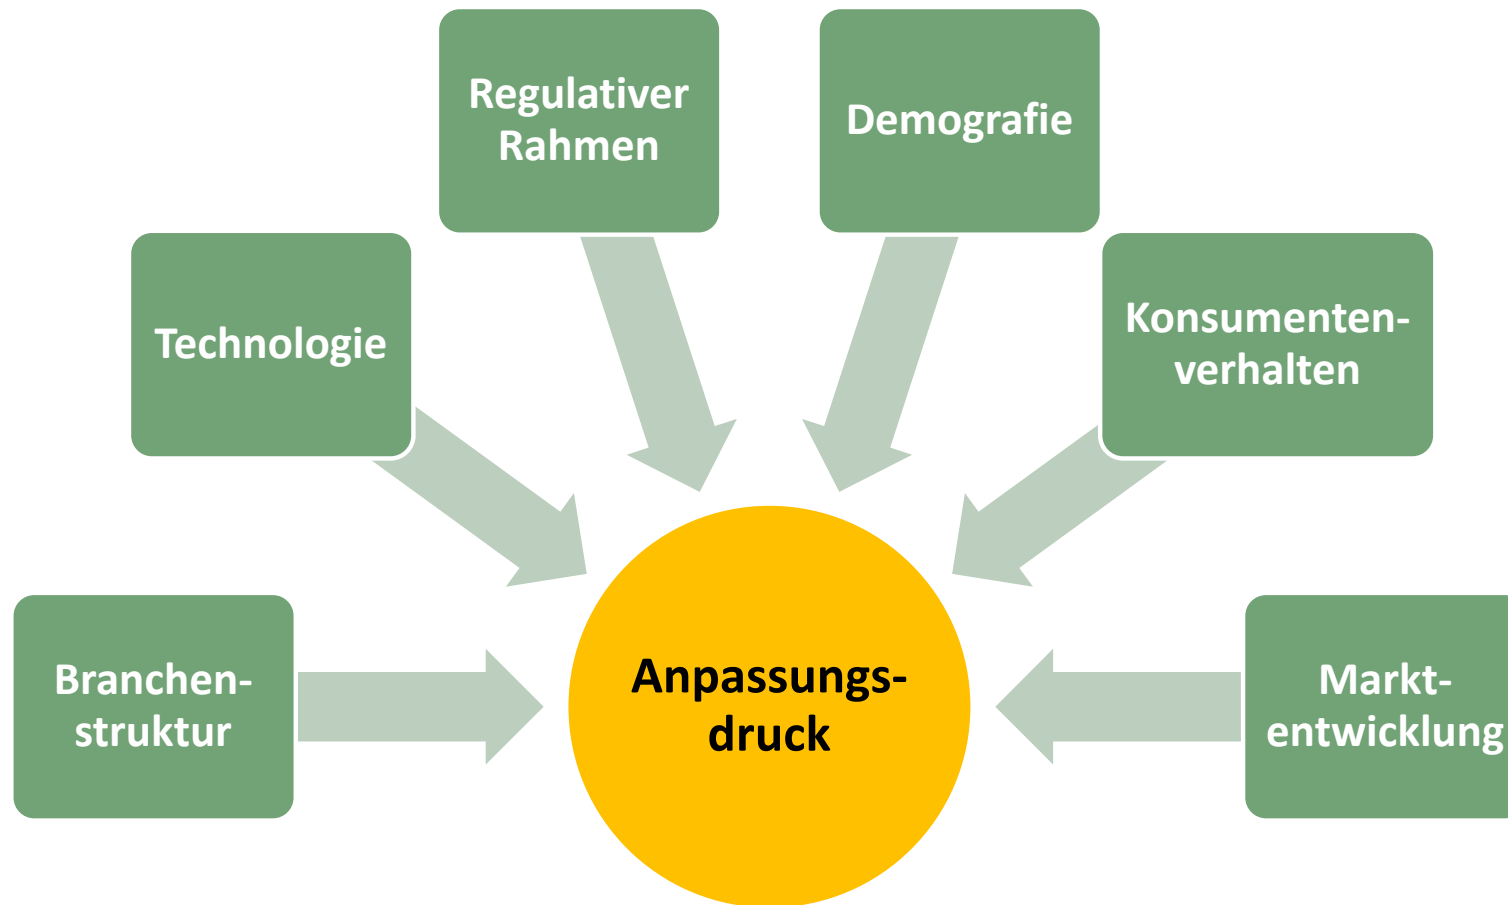 Regulativer
Rahmen
Demografie
Technologie
Konsumenten-
verhalten
Branchen-
struktur
Anpassungs-
druck
Markt-
entwicklung